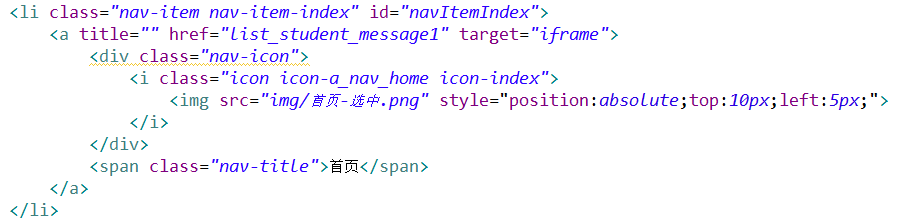 <li class="nav-item nav-item-index" id="navItemIndex">
<a title="" href="list_student_message1" target="iframe">
<div class="nav-icon">
<i class="icon icon-a_nav_home icon-index">
<img src="img/首页-选中.png" style="position:absolute;top:10px;left:5px;">
</i>
</div>
<span class="nav-title">首页</span>
</a>
</li>